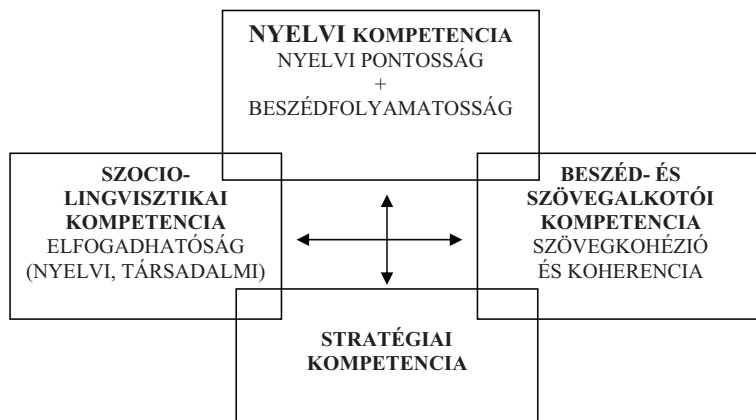 NYELVI KOMPETENCIA
NYELVI PONTOSSÁG
+
BESZÉDFOLYAMATOSSÁG
SZOCIO-
LINGVISZTIKAI
KOMPETENCIA
ELFOGADHATÓSÁG
(NYELVI, TÁRSADALMI)
BESZÉD- ÉS
SZÖVEGALKOTÓI
KOMPETENCIA
SZÖVEGKOHÉZIÓ
ÉS KOHERENCIA
STRATÉGIAI
KOMPETENCIA